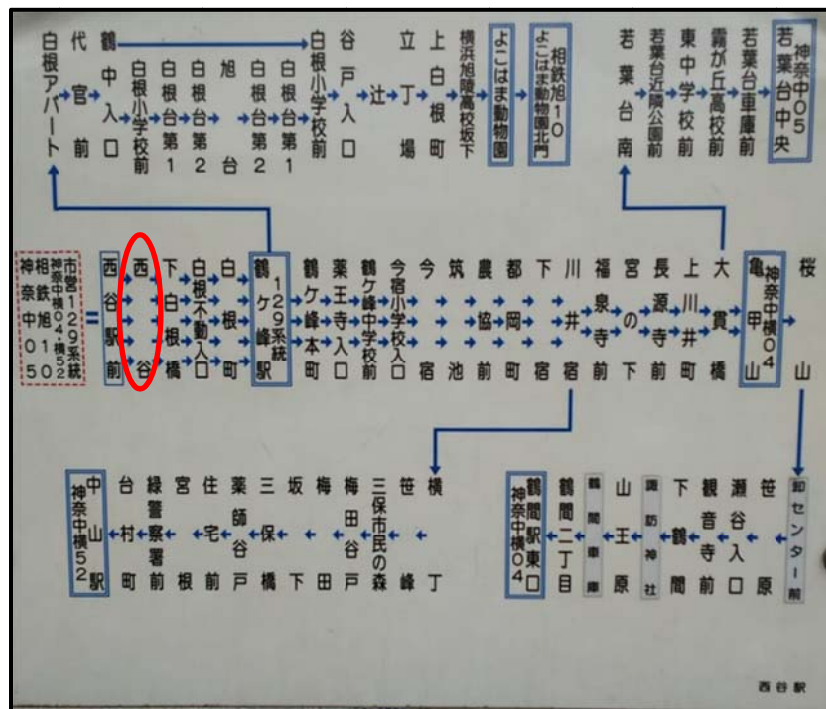 白根アパート
代官前
鶴中入口
白根小学校前
白根台第1
白根台第2
旭台
白根台第2
白根台第1
白根小学校前
谷戸入口
辻
立丁場
上白根町
横浜旭陵高校坂下
よこはま動物園
相鉄旭10
よこはま動物園北門
若葉台南
若葉台近隣公園前
東中学校前
霧が丘高校前
若葉台車庫前
神奈中05
若葉台中央
市営129系統
神奈中横04・横52
相鉄旭10
神奈中05
西谷駅前
西谷
下白根橋
白根不動入口
白根町
129系統
鶴ケ峰駅
鶴ケ峰本町
薬王寺入口
鶴ケ峰中学校前
今宿小学校入口
今宿
筑池
農協前
都岡町
下宿
川井宿
福泉寺前
宮の下
長源寺前
上川井町
大貫橋
神奈中横04
亀甲山
桜山
中山駅
神奈中横52
台村町
緑警察署前
宮根
住宅前
薬師谷戸
三保橋
坂下
梅田
梅田谷戸
三保市民の森
笹峰
横丁
鶴間駅東口
神奈中横04
鶴間二丁目
鶴間車庫
山王原
諏訪神社
下鶴間
観音寺前
瀬谷入口
笹原
卸センター前
西谷駅